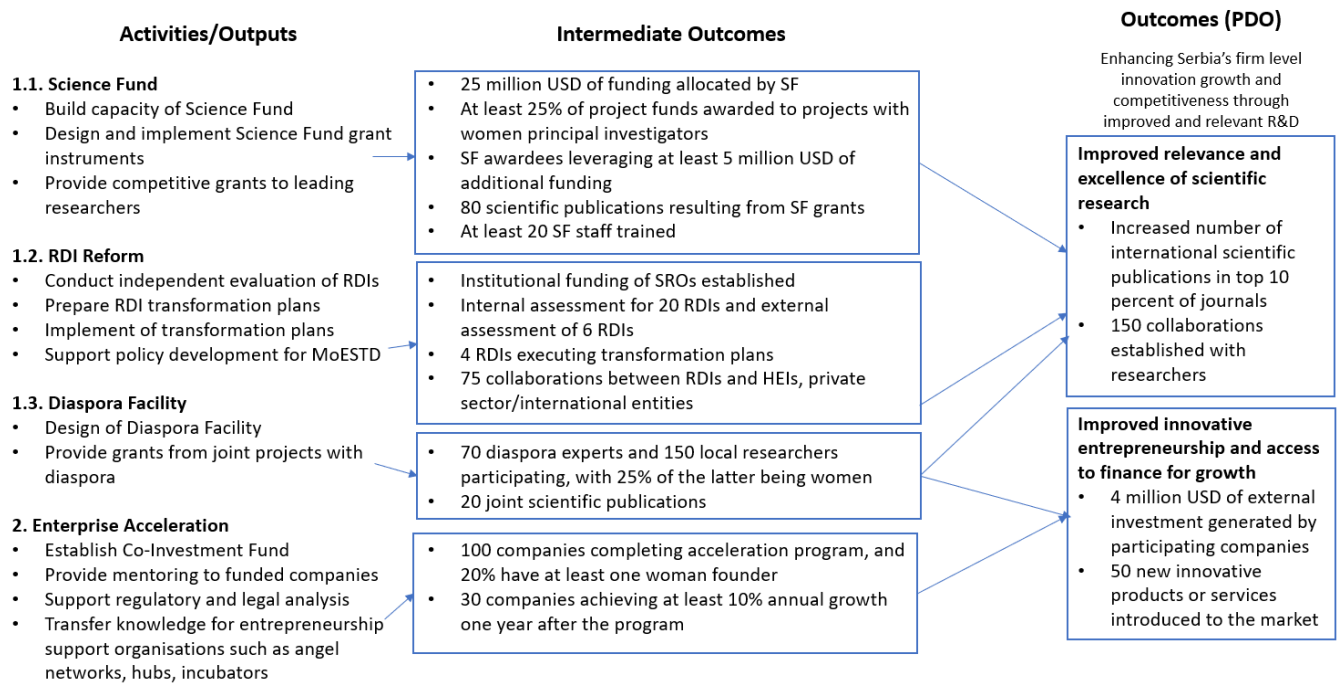 Activities/Outputs
1.1. Science Fund
• Build capacity of Science Fund
• Design and implement Science Fund grant
instruments
• Provide competitive grants to leading
researchers
1.2. RDI Reform
• Conduct independent evaluation of RDIs
• Prepare RDI transformation plans
• Implement of transformation plans
• Support policy development for MoESTD
1.3. Diaspora Facility
• Design of Diaspora Facility
• Provide grants from joint projects with
diaspora
2. Enterprise Acceleration
• Establish Co-Investment Fund
• Provide mentoring to funded companies
• Support regulatory and legal analysis
• Transfer knowledge for entrepreneurship
support organisations such as angel
networks, hubs, incubators
Intermediate Outcomes
• 25 million USD of funding allocated by SF
• At least 25% of project funds awarded to projects with
women principal investigators
• SF awardees leveraging at least 5 million USD of
additional funding
• 80 scientific publications resulting from SF grants
• At least 20 SF staff trained
• Institutional funding of SROs established
• Internal assessment for 20 RDIs and external
assessment of 6 RDIs
• 4 RDIs executing transformation plans
• 75 collaborations between RDIs and HEIs, private
sector/international entities
• 70 diaspora experts and 150 local researchers
participating, with 25% of the latter being women
• 20 joint scientific publications
• 100 companies completing acceleration program, and
20% have at least one woman founder
• 30 companies achieving at least 10% annual growth
one year after the program
Outcomes (PDO)
Enhancing Serbia's firm level
innovation growth and
competitiveness through
improved and relevant R&D
Improved relevance and
excellence of scientific
research
• Increased number of
international scientific
publications in top 10
percent of journals
• 150 collaborations
established with
researchers
Improved innovative
entrepreneurship and access
to finance for growth
• 4 million USD of external
investment generated by
participating companies
• 50 new innovative
products or services
introduced to the market